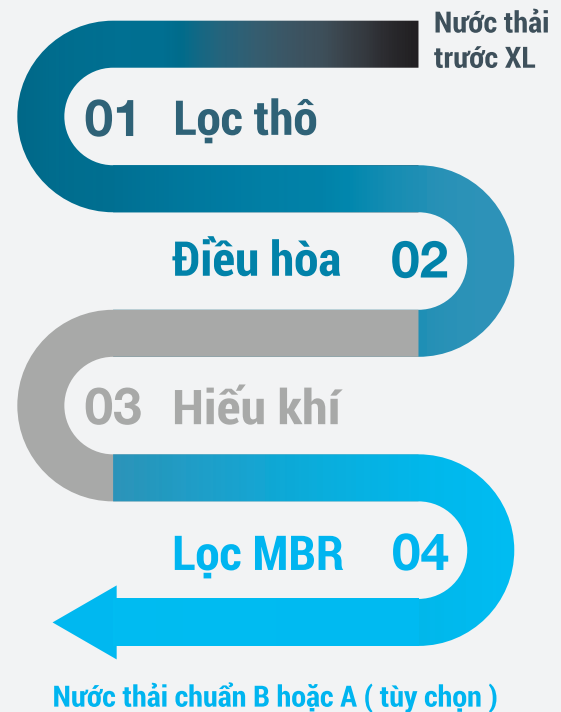 Nước thải
trước XL
01 Lọc thô
Điều hòa 02
03 Hiếu khí
Lọc MBR 04
Nước thải chuẩn B hoặc A ( tùy chọn )